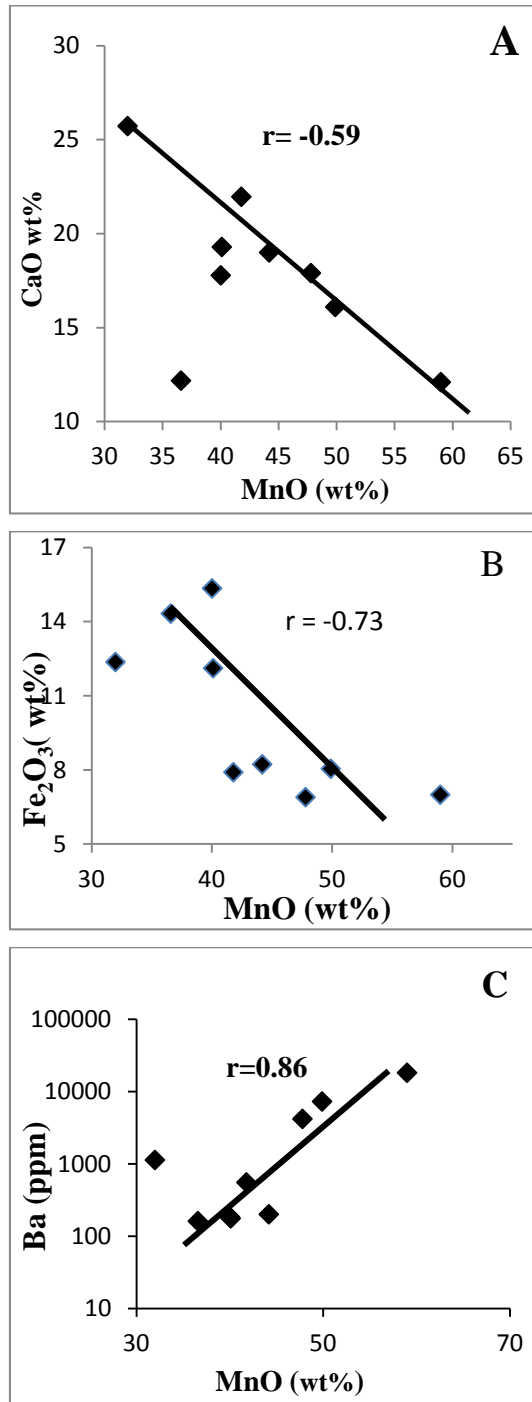 A
30
r= -0.59
25
CaO wt%
20
15
10
30 35 40 45 50 55 60 65
MnO (wt%)
17
B
r = -0.73
14
Fe₂O₃( wt%)
11
8
5
30 40 50 60
MnO (wt%)
C
100000
r=0.86
10000
Ba (ppm)
1000
100
10
30 50 70
MnO (wt%)